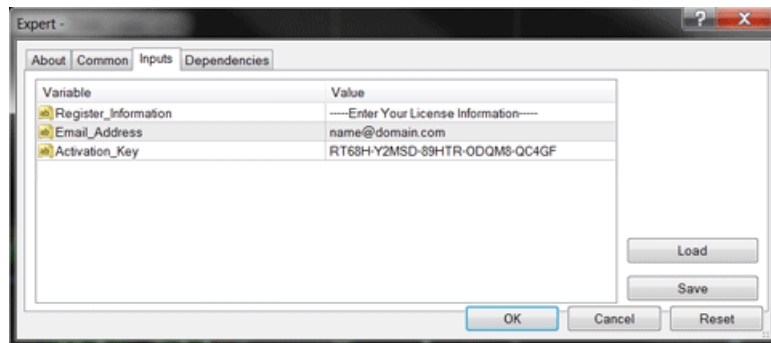 Expert -
? X
About Common Inputs Dependencies
Variable Value
Register_Information -----Enter Your License Information-----
Email_Address name@domain.com
Activation_Key RT68H-Y2MSD-89HTR-ODQM8-QC4GF
Load
Save
OK Cancel Reset